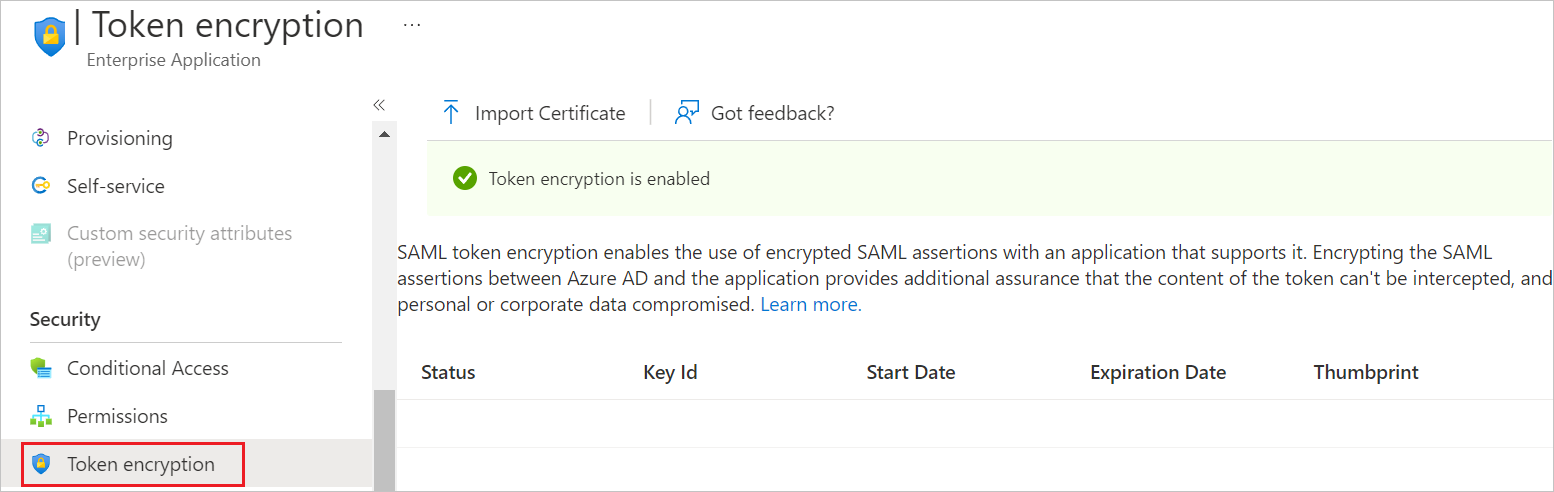 | Token encryption ...
Enterprise Application
«
Provisioning
Self-service
Custom security attributes
(preview)
Security
Conditional Access
Permissions
Token encryption
Import Certificate | Got feedback?
Token encryption is enabled
SAML token encryption enables the use of encrypted SAML assertions with an application that supports it. Encrypting the SAML
assertions between Azure AD and the application provides additional assurance that the content of the token can't be intercepted, and
personal or corporate data compromised. Learn more.
Status Key Id Start Date Expiration Date Thumbprint